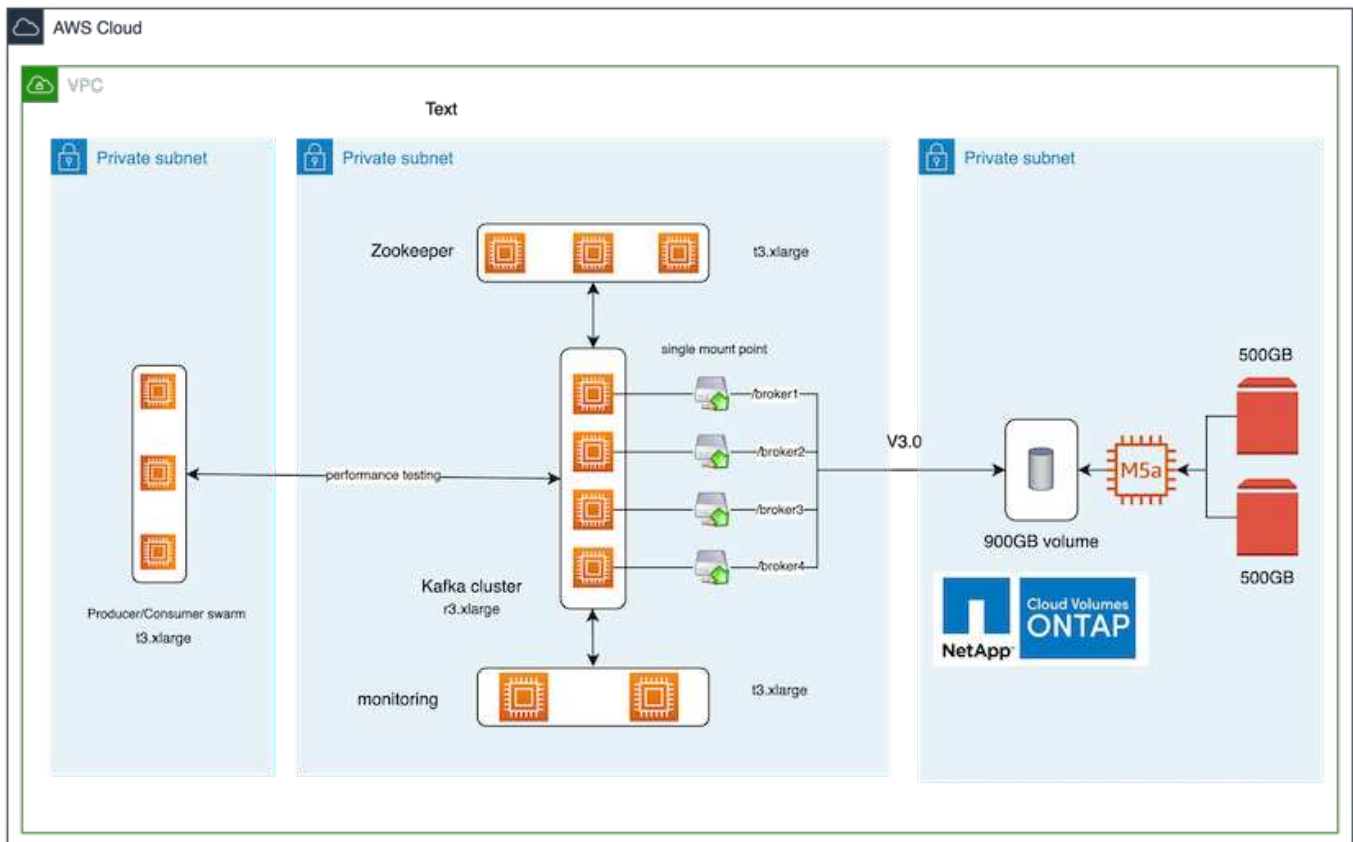 AWS Cloud
VPC
Text
Private subnet
Private subnet
Private subnet
Zookeeper
t3.xlarge
single mount point
/broker1
/broker2
/broker3
/broker4
V3.0
500GB
M5a
900GB volume
500GB
performance testing
Kafka cluster
r3.xlarge
Producer/Consumer swarm
t3.xlarge
monitoring
t3.xlarge
NetApp
Cloud Volumes
ONTAP